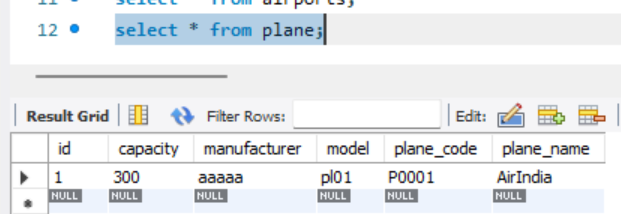 11 select * from airports;
12 select * from plane;
Result Grid Filter Rows: Edit:
id capacity manufacturer model plane_code plane_name
1 300 aaaaa pl01 P0001 AirIndia
NULL NULL NULL NULL NULL NULL